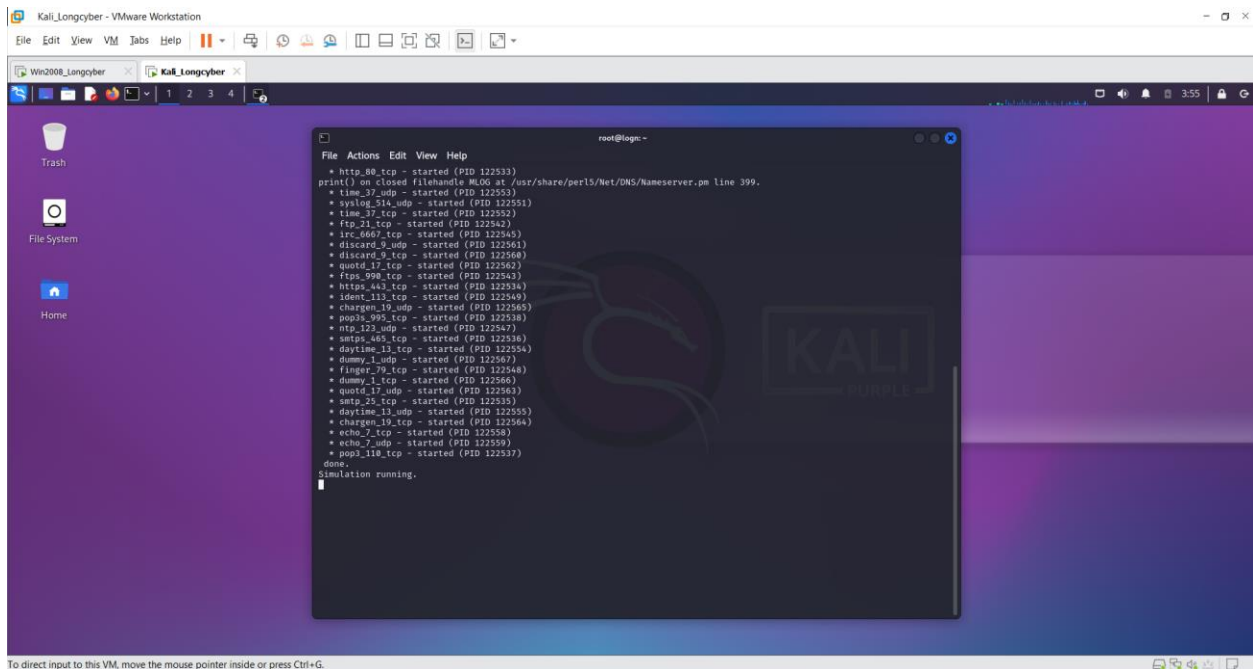 Kali_Longcyber - VMware Workstation
File Edit View VM Tabs Help
Win2008_Longcyber Kali_Longcyber
1 2 3 4 3:55
Trash
File System
Home
root@logn: ~
File Actions Edit View Help
* http_80_tcp - started (PID 122533)
print() on closed filehandle MLOG at /usr/share/perl5/Net/DNS/Nameserver.pm line 399.
* time_37_udp - started (PID 122553)
* syslog_514_udp - started (PID 122551)
* time_37_tcp - started (PID 122552)
* ftp_21_tcp - started (PID 122542)
* irc_6667_tcp - started (PID 122545)
* discard_9_udp - started (PID 122561)
* discard_9_tcp - started (PID 122560)
* quotd_17_tcp - started (PID 122562)
* ftps_990_tcp - started (PID 122543)
* https_443_tcp - started (PID 122534)
* ident_113_tcp - started (PID 122549)
* chargen_19_udp - started (PID 122565)
* pop3s_995_tcp - started (PID 122538)
* ntp_123_udp - started (PID 122547)
* smtps_465_tcp - started (PID 122536)
* daytime_13_tcp - started (PID 122554)
* dummy_1_udp - started (PID 122567)
* finger_79_tcp - started (PID 122548)
* dummy_1_tcp - started (PID 122566)
* quotd_17_udp - started (PID 122563)
* smtp_25_tcp - started (PID 122535)
* daytime_13_udp - started (PID 122555)
* chargen_19_tcp - started (PID 122564)
* echo_7_tcp - started (PID 122558)
* echo_7_udp - started (PID 122559)
* pop3_110_tcp - started (PID 122537)
done.
Simulation running.
KALI
PURPLE
To direct input to this VM, move the mouse pointer inside or press Ctrl+G.